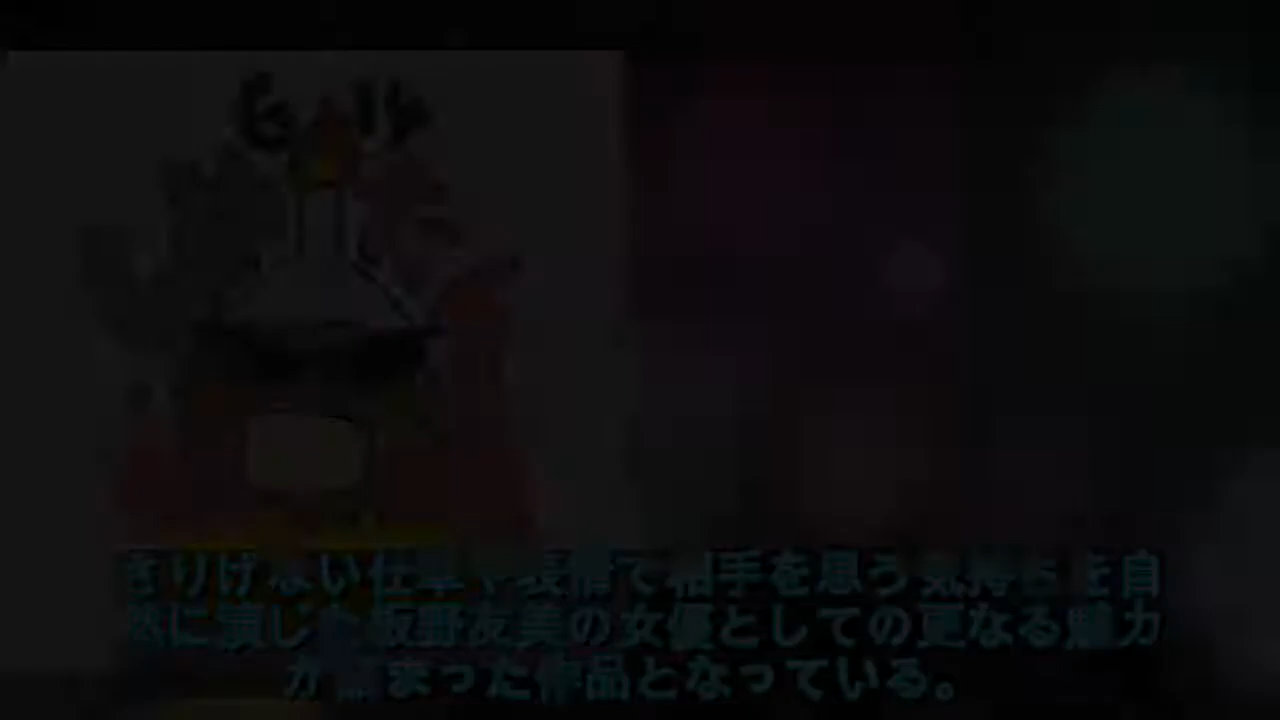 さりげない仕草や表情で相手を思う気持ちを自
然に演じた板野友美の女優としての更なる魅力
が詰まった作品となっている。